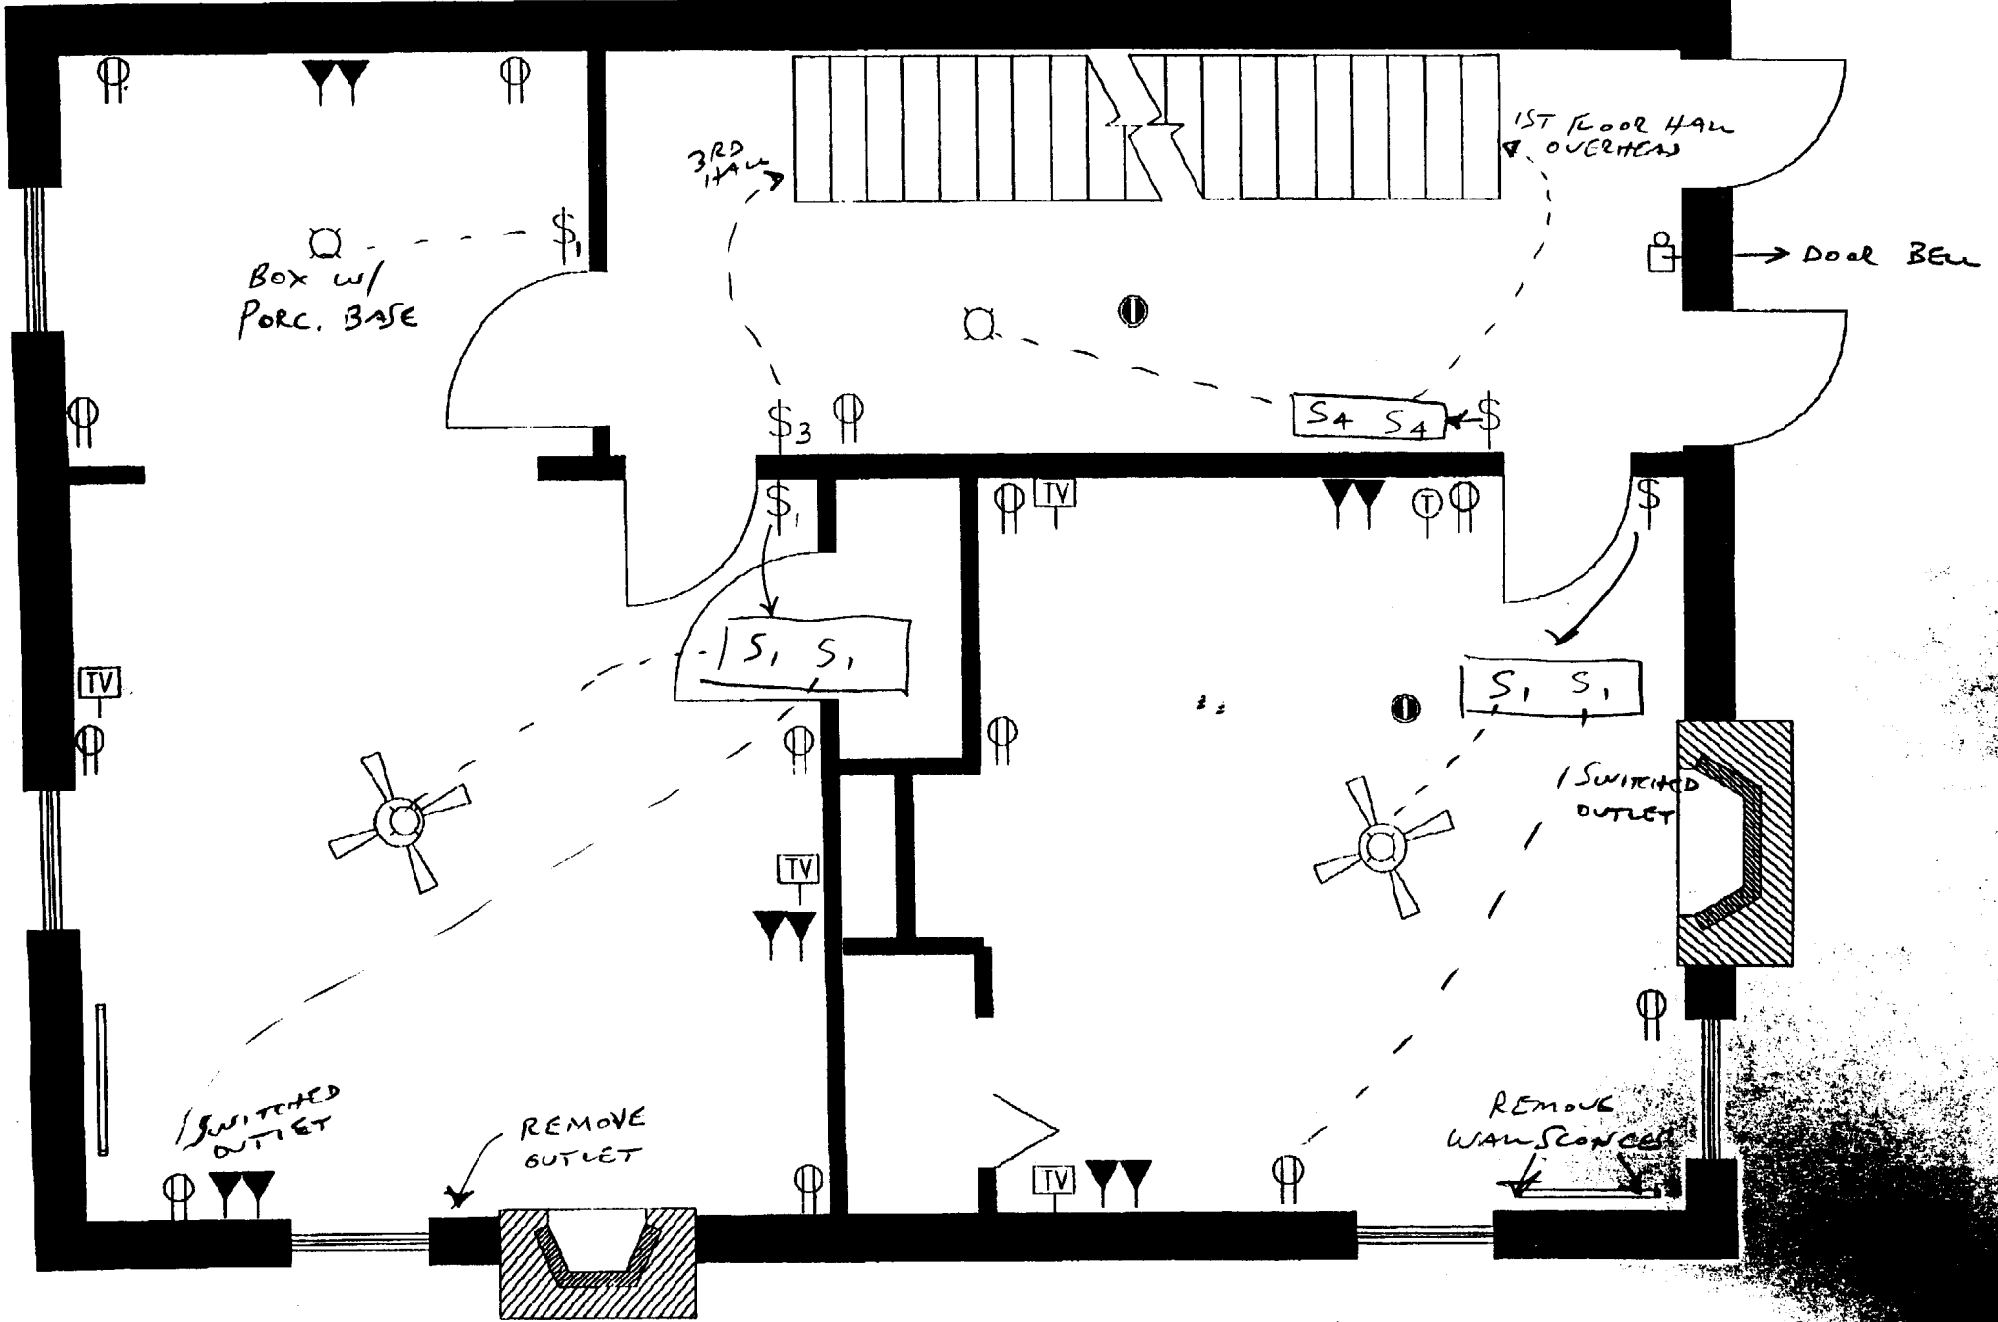 1ST FLOOR HALL
OVERHEAD
3RD
HALL
$1
BOX W/
PORC. BASE
DOOR BELL
$3
S4 S4
$
$1
TV
T
$
S1 S1
S1 S1
TV
1 SWITCHED
OUTLET
TV
1 SWITCHED
OUTLET
REMOVE
OUTLET
REMOVE
WALL SCONCES
TV